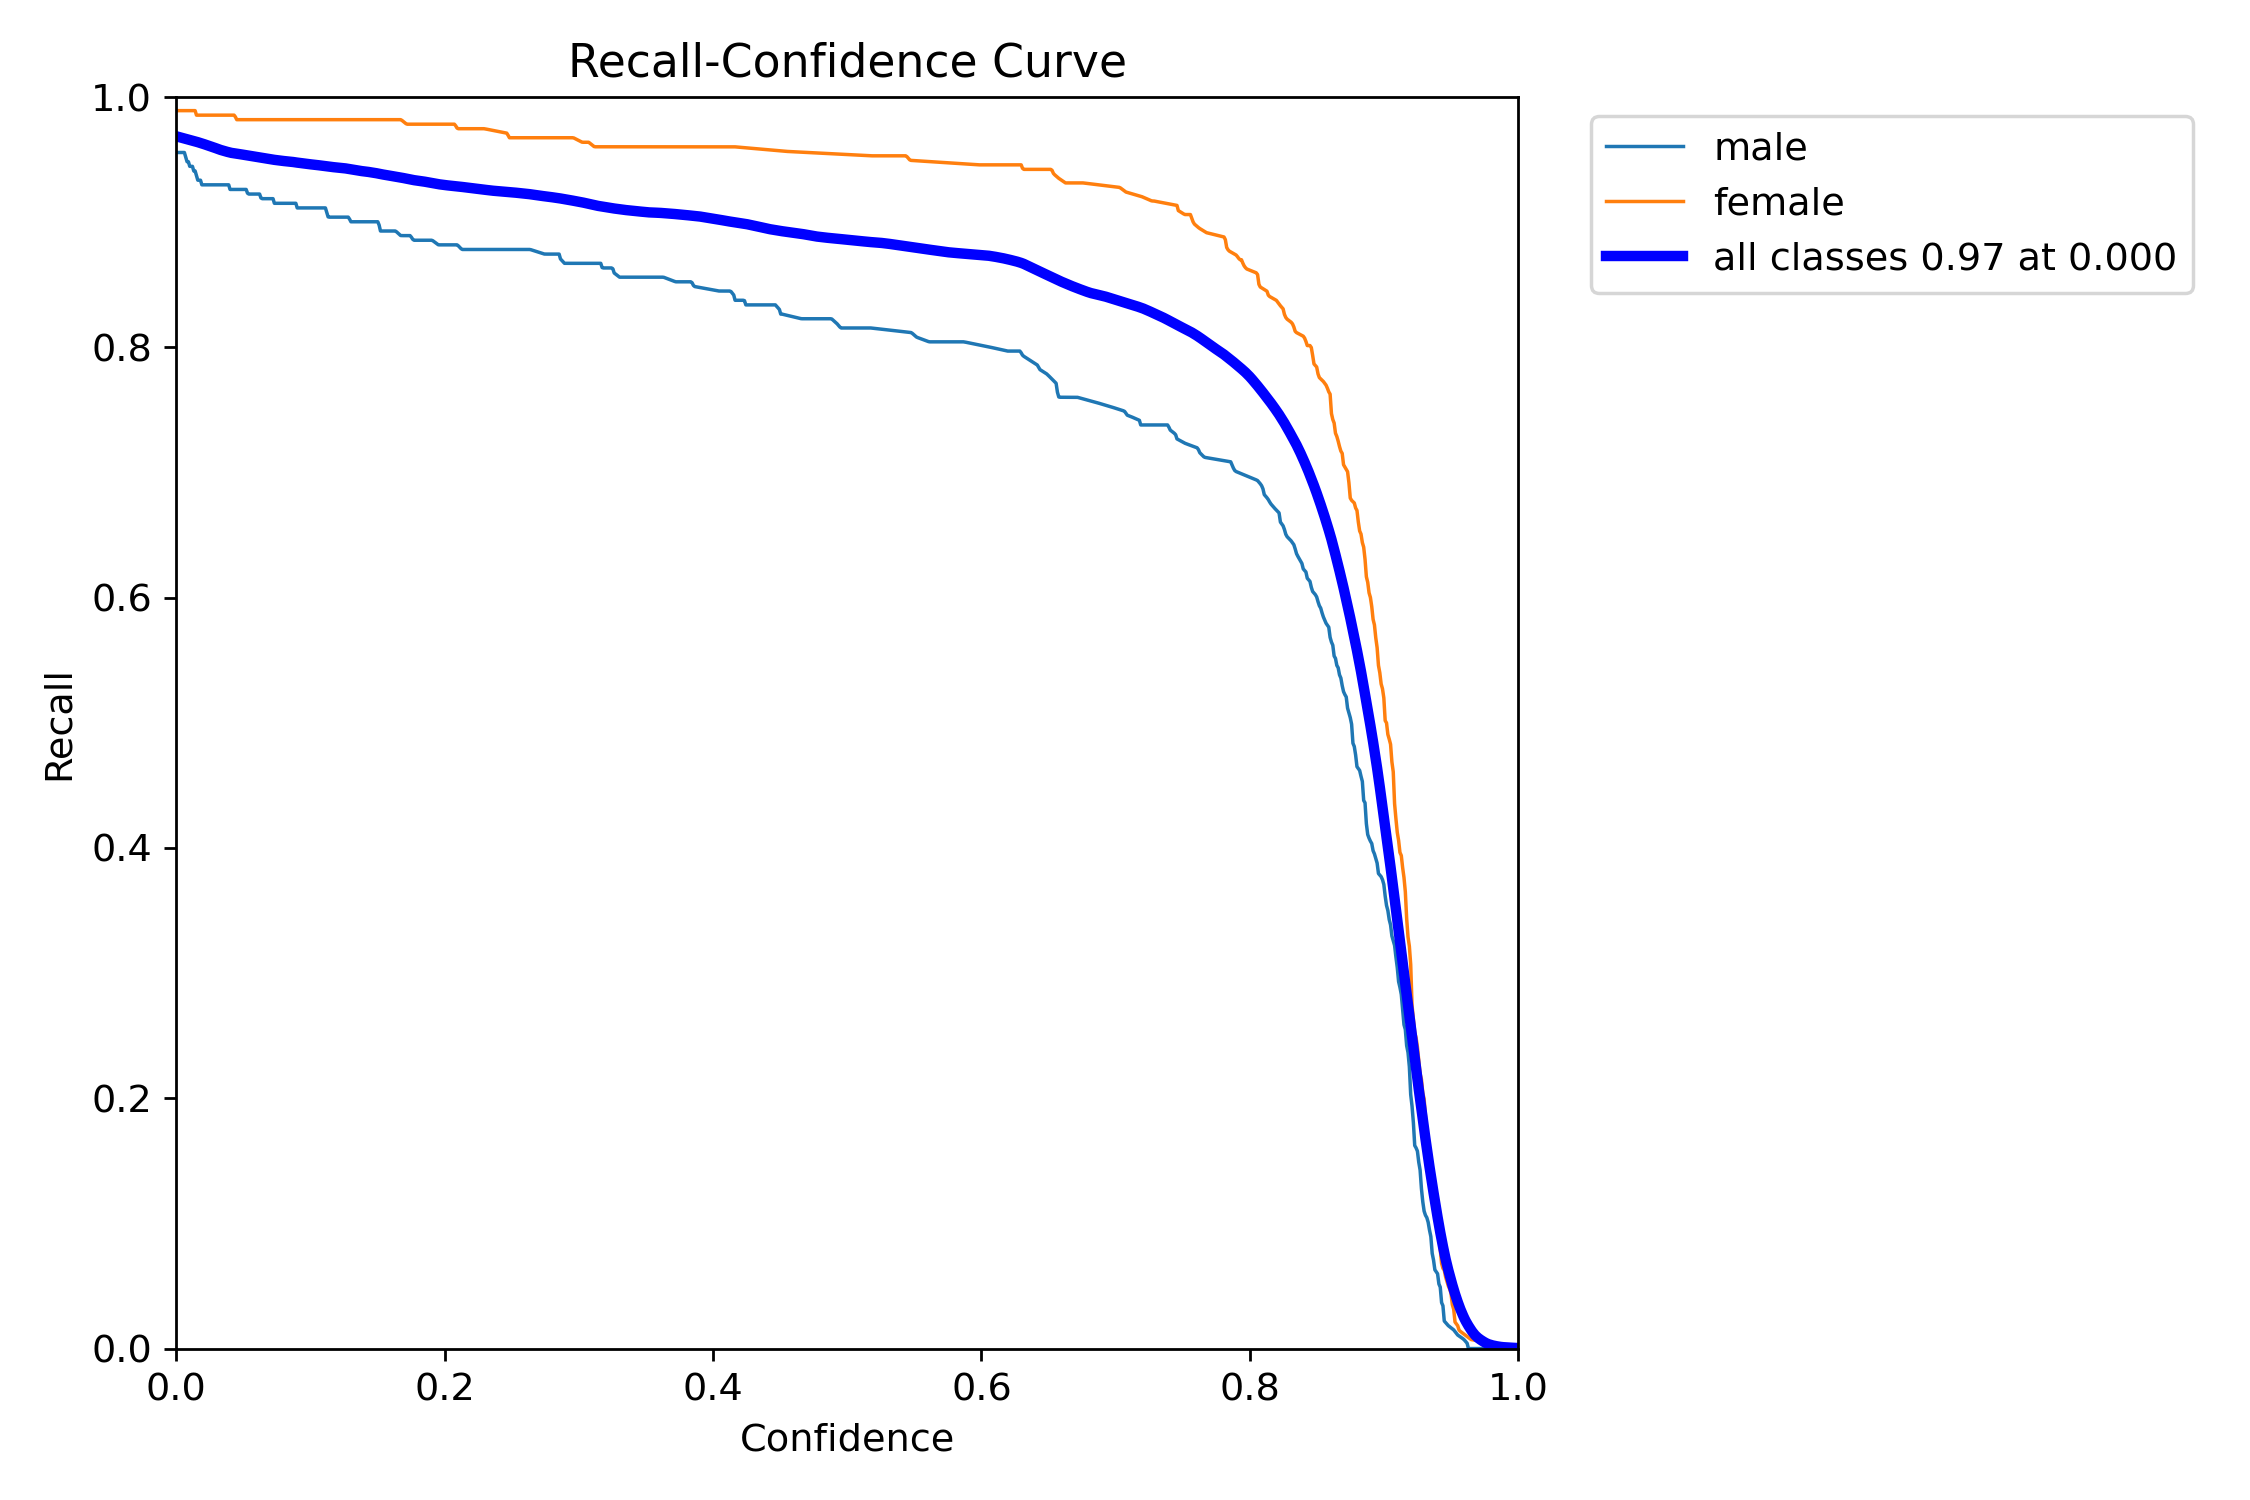 Recall-Confidence Curve
male
female
all classes 0.97 at 0.000
1.0
0.8
0.6
0.4
0.2
0.0
Recall
0.0 0.2 0.4 0.6 0.8 1.0
Confidence